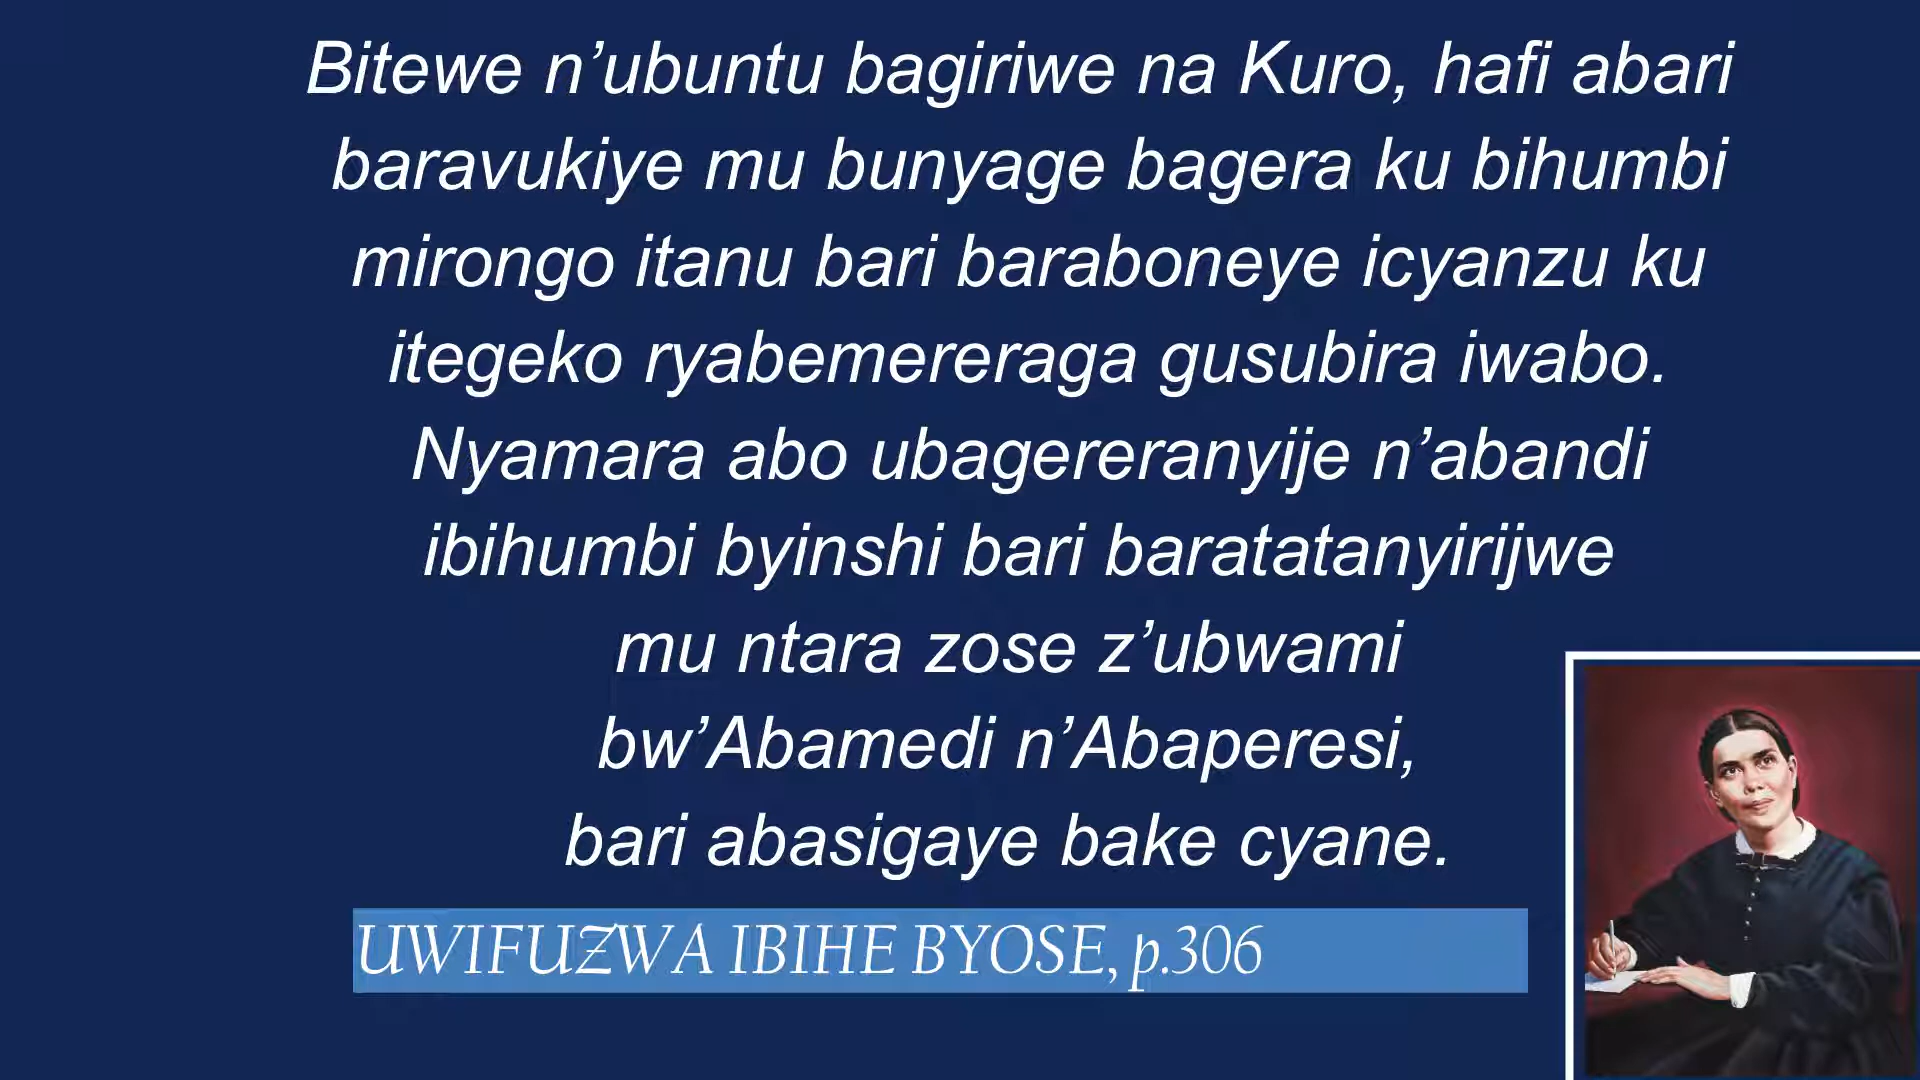 Bitewe n’ubuntu bagiriwe na Kuro, hafi abari
baravukiye mu bunyage bagera ku bihumbi
mirongo itanu bari baraboneye icyanzu ku
itegeko ryabemereraga gusubira iwabo.
Nyamara abo ubagereranyije n’abandi
ibihumbi byinshi bari baratatanyirijwe
mu ntara zose z’ubwami
bw’Abamedi n’Abaperesi,
bari abasigaye bake cyane.
UWIFUZWA IBIHE BYOSE, p.306